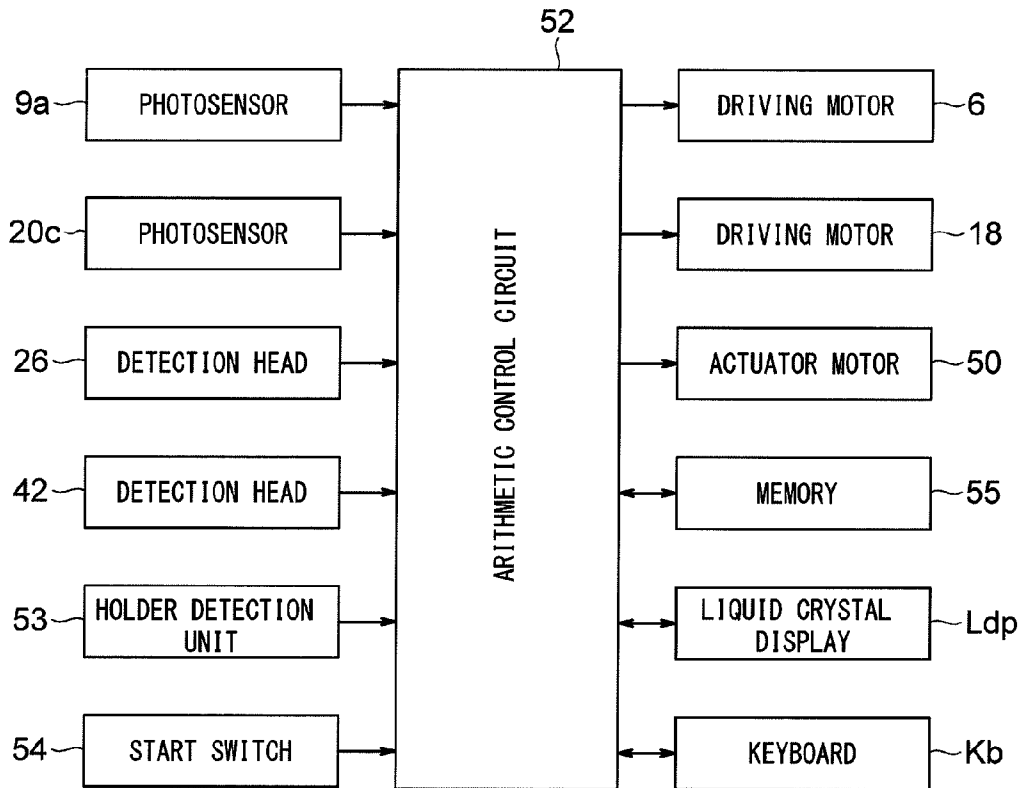 52
9a PHOTOSENSOR
DRIVING MOTOR 6
20c PHOTOSENSOR
DRIVING MOTOR 18
26 DETECTION HEAD
ACTUATOR MOTOR 50
42 DETECTION HEAD
MEMORY 55
53 HOLDER DETECTION
UNIT
LIQUID CRYSTAL
DISPLAY Ldp
54 START SWITCH
KEYBOARD Kb
ARITHMETIC CONTROL CIRCUIT